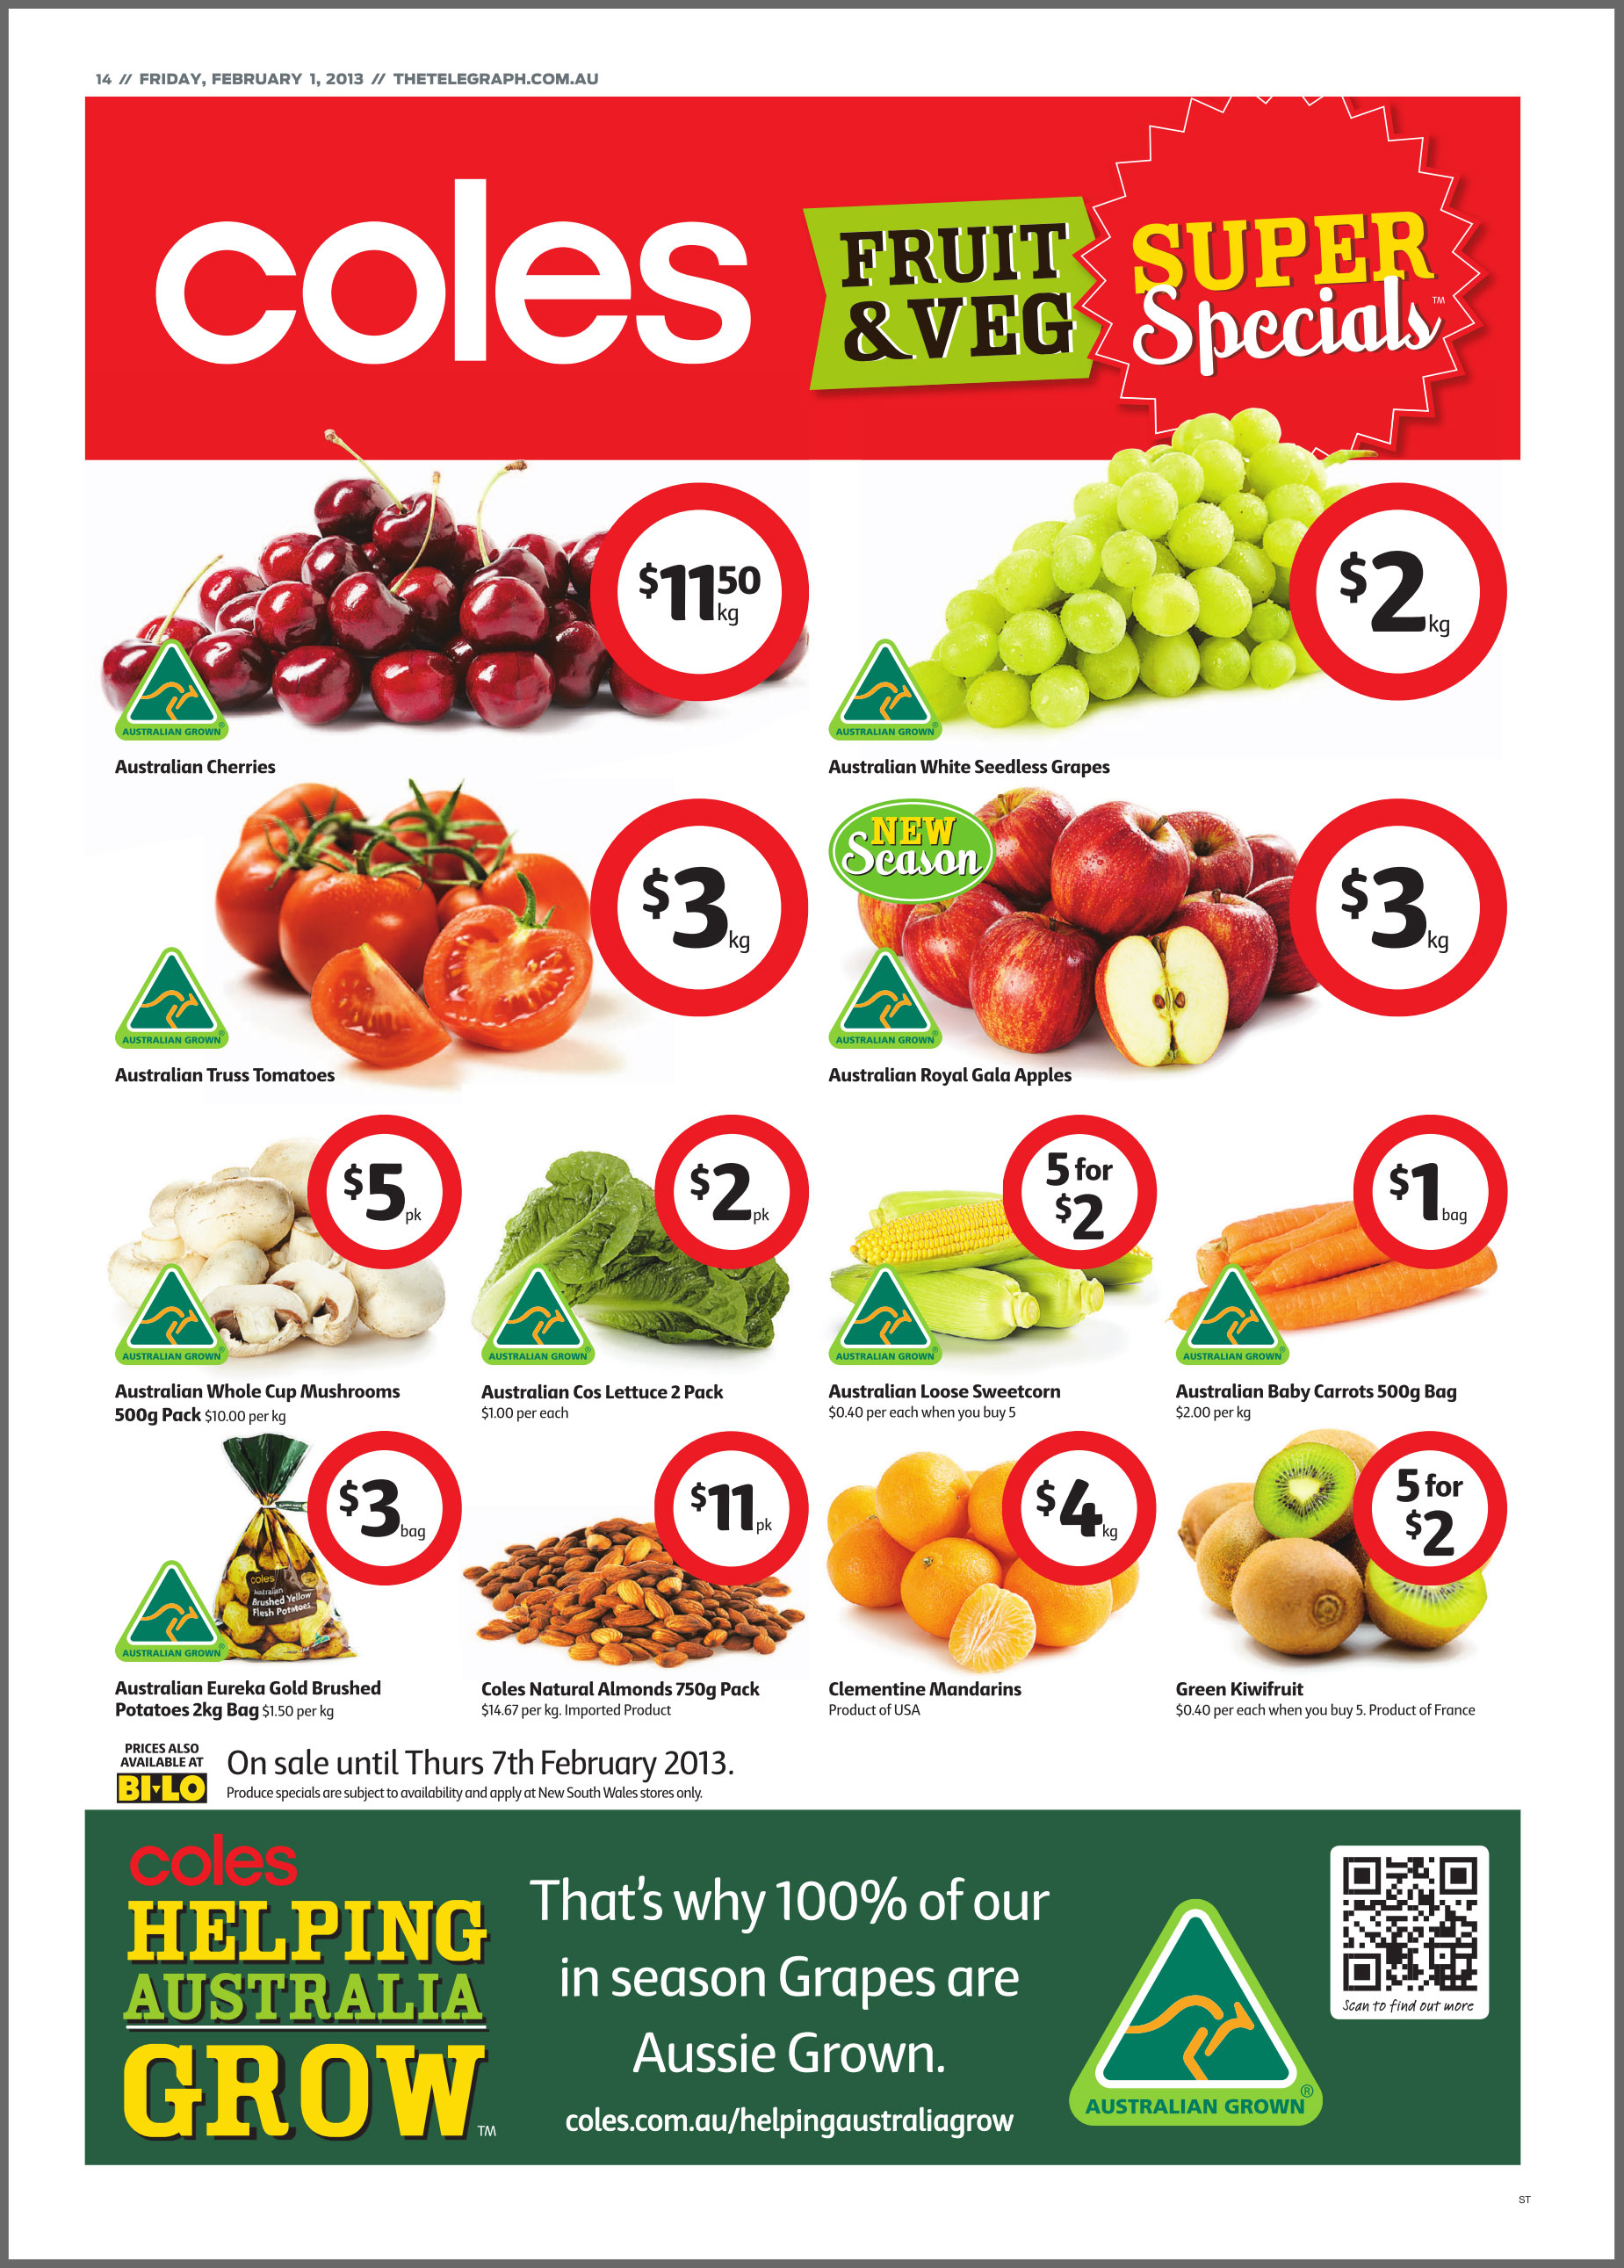 14 // FRIDAY, FEBRUARY 1, 2013 // THETELEGRAPH.COM.AU
coles
FRUIT
& VEG
SUPER
Specials™
$11.50
kg
$2 kg
AUSTRALIAN GROWN®
AUSTRALIAN GROWN®
Australian Cherries
Australian White Seedless Grapes
NEW
Season
$3 kg
$3 kg
AUSTRALIAN GROWN®
AUSTRALIAN GROWN®
Australian Truss Tomatoes
Australian Royal Gala Apples
$5 pk
$2 pk
5 for
$2
$1 bag
AUSTRALIAN GROWN®
AUSTRALIAN GROWN®
AUSTRALIAN GROWN®
AUSTRALIAN GROWN®
Australian Whole Cup Mushrooms
500g Pack $10.00 per kg
Australian Cos Lettuce 2 Pack
$1.00 per each
Australian Loose Sweetcorn
$0.40 per each when you buy 5
Australian Baby Carrots 500g Bag
$2.00 per kg
$3 bag
$11 pk
$4 kg
5 for
$2
coles
Australian
Brushed Yellow
Flesh Potatoes
AUSTRALIAN GROWN®
Australian Eureka Gold Brushed
Potatoes 2kg Bag $1.50 per kg
Coles Natural Almonds 750g Pack
$14.67 per kg. Imported Product
Clementine Mandarins
Product of USA
Green Kiwifruit
$0.40 per each when you buy 5. Product of France
PRICES ALSO
AVAILABLE AT
BI-LO
On sale until Thurs 7th February 2013.
Produce specials are subject to availability and apply at New South Wales stores only.
coles
HELPING
AUSTRALIA
GROW™
That's why 100% of our
in season Grapes are
Aussie Grown.
coles.com.au/helpingaustraliagrow
AUSTRALIAN GROWN®
Scan to find out more
ST